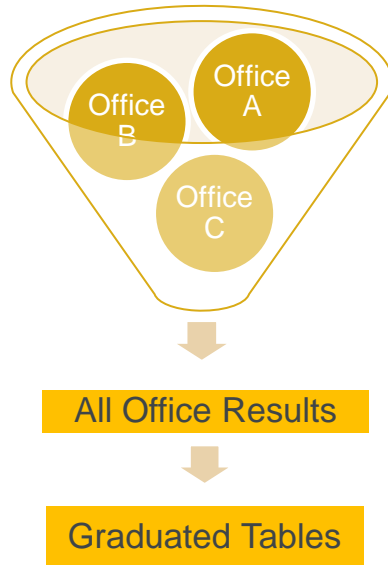 Office
A
Office
B
Office
C
All Office Results
Graduated Tables